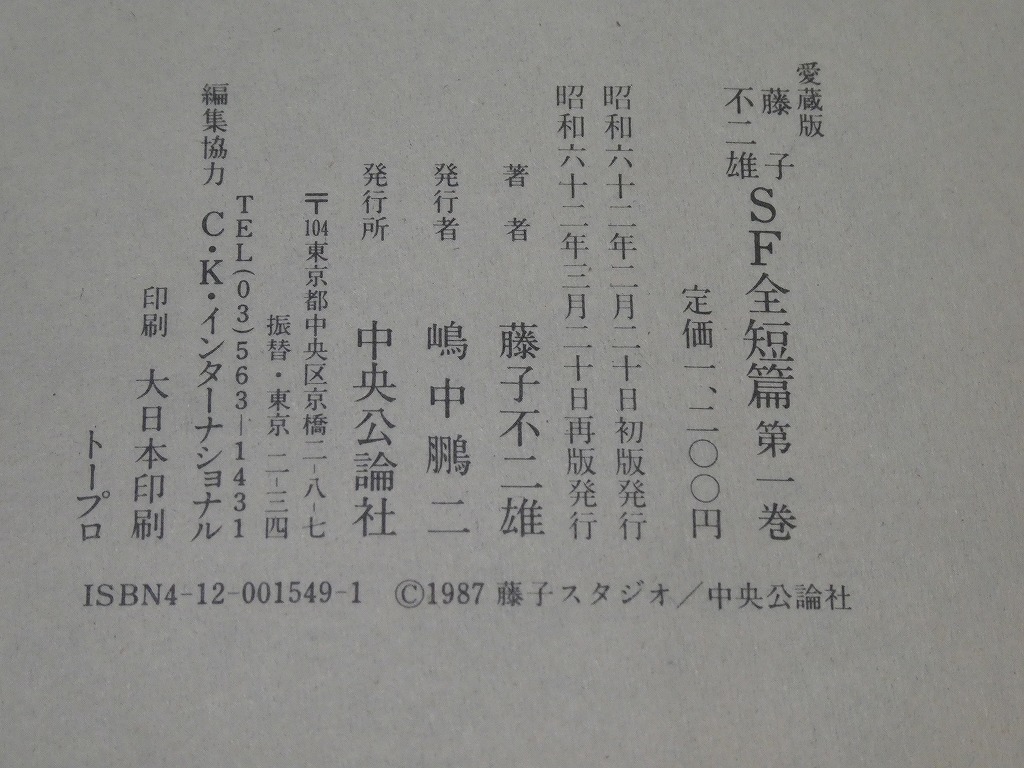 愛蔵版
藤子
不二雄
SF全短篇 第一巻
定価一、二〇〇円
昭和六十二年二月二十日初版発行
昭和六十二年三月二十日再版発行
著者 藤子不二雄
発行者 嶋中鵬二
発行所 中央公論社
〒104東京都中央区京橋二-八-七
振替・東京 二-三四
TEL(03)563-1431
編集協力 C・K・インターナショナル
印刷 大日本印刷
トープロ
ISBN4-12-001549-1 ©1987 藤子スタジオ/中央公論社